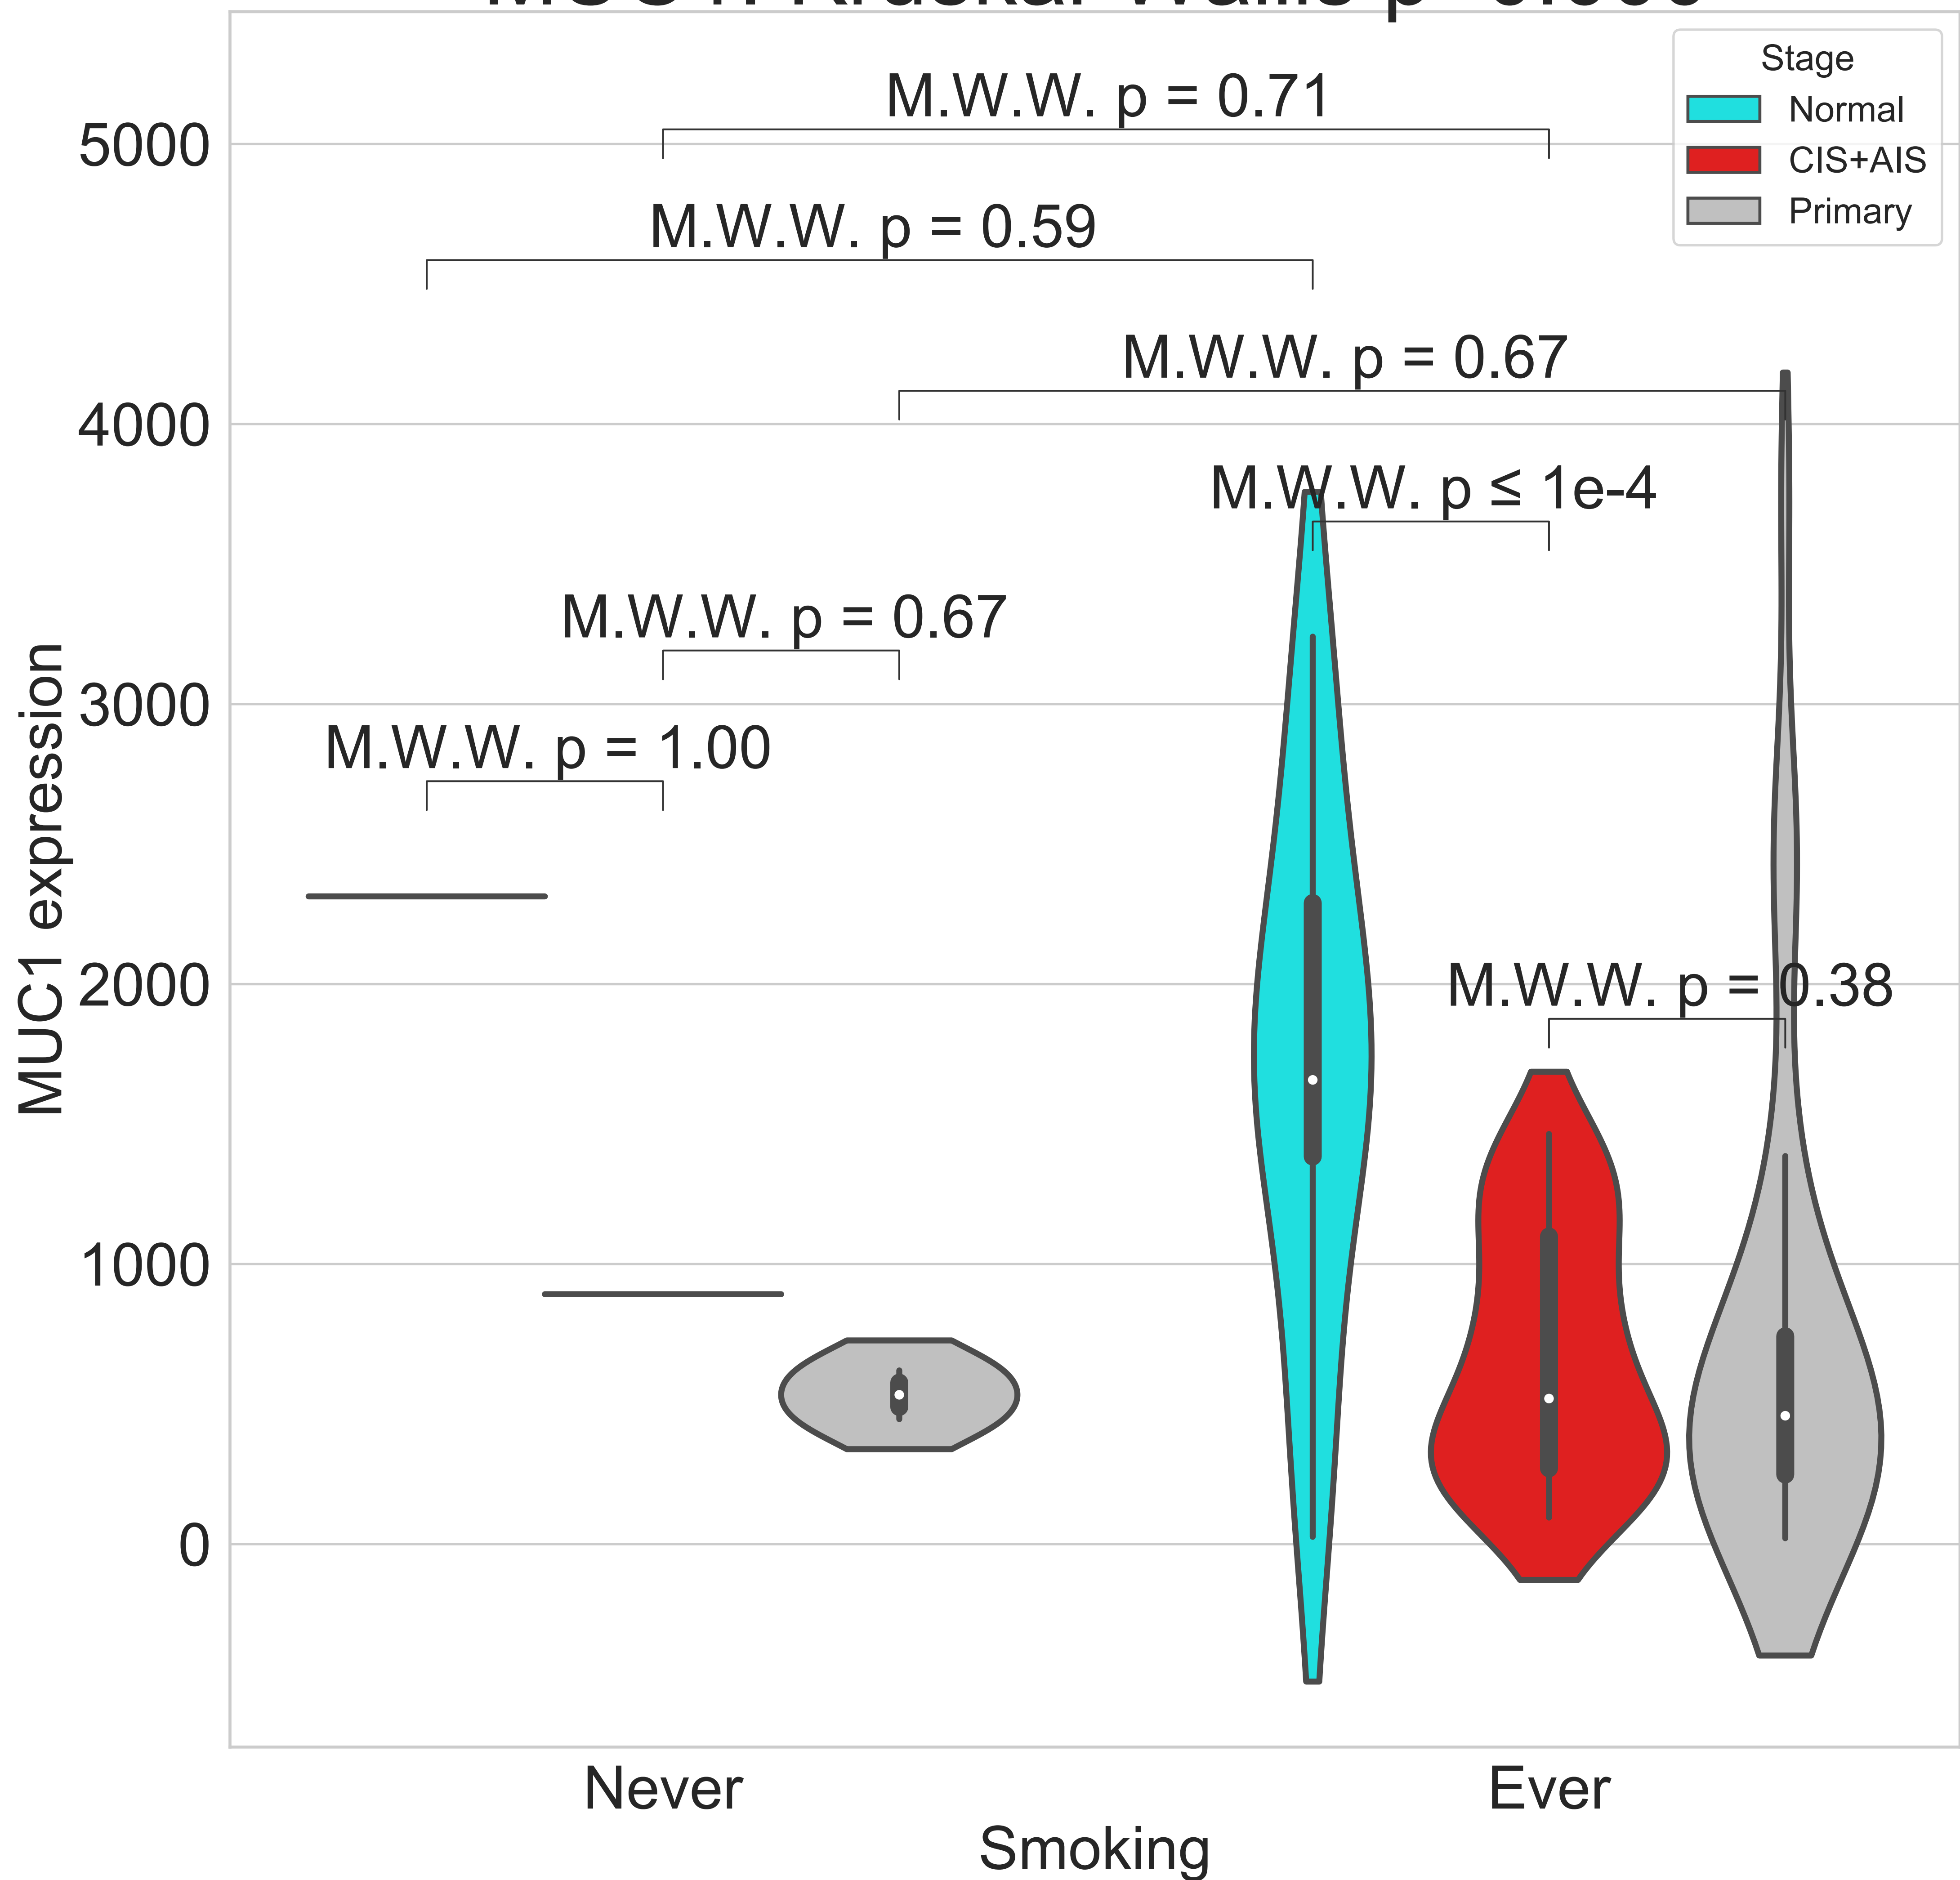 Stage
Normal
CIS+AIS
Primary
M.W.W. p = 0.71
M.W.W. p = 0.59
M.W.W. p = 0.67
M.W.W. p ≤ 1e-4
M.W.W. p = 0.67
M.W.W. p = 1.00
M.W.W. p = 0.38
5000
4000
3000
2000
1000
0
MUC1 expression
Never
Ever
Smoking